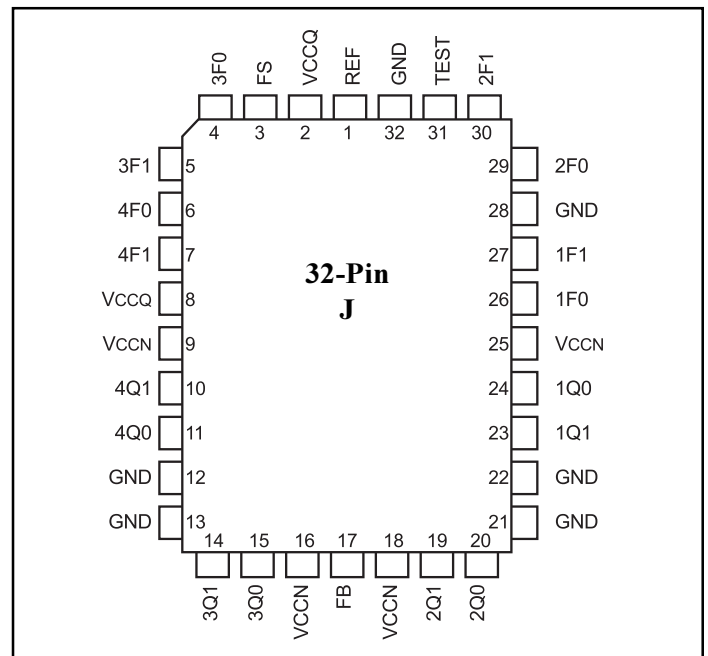 3F0 FS VCCQ REF GND TEST 2F1
4 3 2 1 32 31 30
3F1 5 29 2F0
4F0 6 28 GND
4F1 7 27 1F1
VCCQ 8 26 1F0
VCCN 9 25 VCCN
4Q1 10 24 1Q0
4Q0 11 23 1Q1
GND 12 22 GND
GND 13 21 GND
32-Pin
J
14 15 16 17 18 19 20
3Q1 3Q0 VCCN FB VCCN 2Q1 2Q0